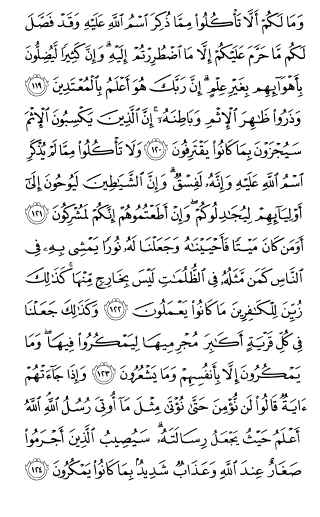 وَمَا لَكُمْ أَلَّا تَأْكُلُوا۟ مِمَّا ذُكِرَ ٱسْمُ ٱللَّهِ عَلَيْهِ وَقَدْ فَصَّلَ
لَكُم مَّا حَرَّمَ عَلَيْكُمْ إِلَّا مَا ٱضْطُرِرْتُمْ إِلَيْهِ ۗ وَإِنَّ كَثِيرًا لَّيُضِلُّونَ
بِأَهْوَآئِهِم بِغَيْرِ عِلْمٍ ۗ إِنَّ رَبَّكَ هُوَ أَعْلَمُ بِٱلْمُعْتَدِينَ ١١٩
وَذَرُوا۟ ظَـٰهِرَ ٱلْإِثْمِ وَبَاطِنَهُۥٓ ۚ إِنَّ ٱلَّذِينَ يَكْسِبُونَ ٱلْإِثْمَ
سَيُجْزَوْنَ بِمَا كَانُوا۟ يَقْتَرِفُونَ ١٢٠ وَلَا تَأْكُلُوا۟ مِمَّا لَمْ يُذْكَرِ
ٱسْمُ ٱللَّهِ عَلَيْهِ وَإِنَّهُۥ لَفِسْقٌ ۗ وَإِنَّ ٱلشَّيَـٰطِينَ لَيُوحُونَ إِلَىٰٓ
أَوْلِيَآئِهِمْ لِيُجَـٰدِلُوكُمْ ۖ وَإِنْ أَطَعْتُمُوهُمْ إِنَّكُمْ لَمُشْرِكُونَ ١٢١
أَوَمَن كَانَ مَيْتًا فَأَحْيَيْنَـٰهُ وَجَعَلْنَا لَهُۥ نُورًا يَمْشِى بِهِۦ فِى
ٱلنَّاسِ كَمَن مَّثَلُهُۥ فِى ٱلظُّلُمَـٰتِ لَيْسَ بِخَارِجٍ مِّنْهَا ۚ كَذَٰلِكَ
زُيِّنَ لِلْكَـٰفِرِينَ مَا كَانُوا۟ يَعْمَلُونَ ١٢٢ وَكَذَٰلِكَ جَعَلْنَا
فِى كُلِّ قَرْيَةٍ أَكَـٰبِرَ مُجْرِمِيهَا لِيَمْكُرُوا۟ فِيهَا ۖ وَمَا
يَمْكُرُونَ إِلَّا بِأَنفُسِهِمْ وَمَا يَشْعُرُونَ ١٢٣ وَإِذَا جَآءَتْهُمْ
ءَايَةٌ قَالُوا۟ لَن نُّؤْمِنَ حَتَّىٰ نُؤْتَىٰ مِثْلَ مَآ أُوتِىَ رُسُلُ ٱللَّهِ ۘ ٱللَّهُ
أَعْلَمُ حَيْثُ يَجْعَلُ رِسَالَتَهُۥ ۗ سَيُصِيبُ ٱلَّذِينَ أَجْرَمُوا۟
صَغَارٌ عِندَ ٱللَّهِ وَعَذَابٌ شَدِيدٌۢ بِمَا كَانُوا۟ يَمْكُرُونَ ١٢٤